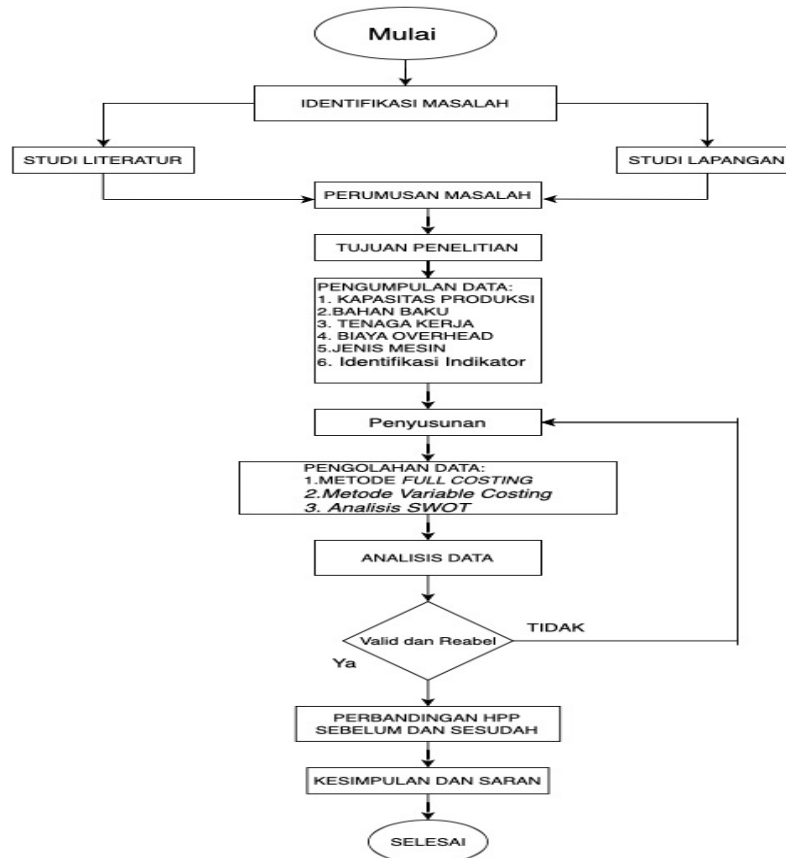 Mulai
IDENTIFIKASI MASALAH
STUDI LITERATUR
STUDI LAPANGAN
PERUMUSAN MASALAH
TUJUAN PENELITIAN
PENGUMPULAN DATA:
1. KAPASITAS PRODUKSI
2.BAHAN BAKU
3. TENAGA KERJA
4. BIAYA OVERHEAD
5.JENIS MESIN
6. Identifikasi Indikator
Penyusunan
PENGOLAHAN DATA:
1.METODE FULL COSTING
2.Metode Variable Costing
3. Analisis SWOT
ANALISIS DATA
Valid dan Reabel
TIDAK
Ya
PERBANDINGAN HPP
SEBELUM DAN SESUDAH
KESIMPULAN DAN SARAN
SELESAI